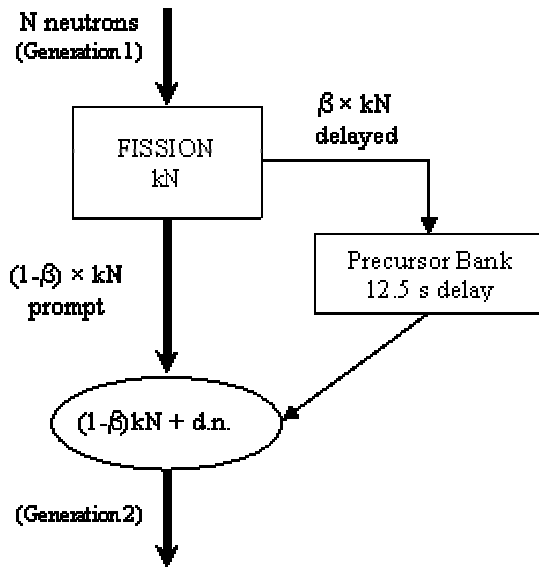 N neutrons
(Generation 1)
FISSION
kN
β × kN
delayed
Precursor Bank
12.5 s delay
(1-β) × kN
prompt
(1-β)kN + d.n.
(Generation 2)